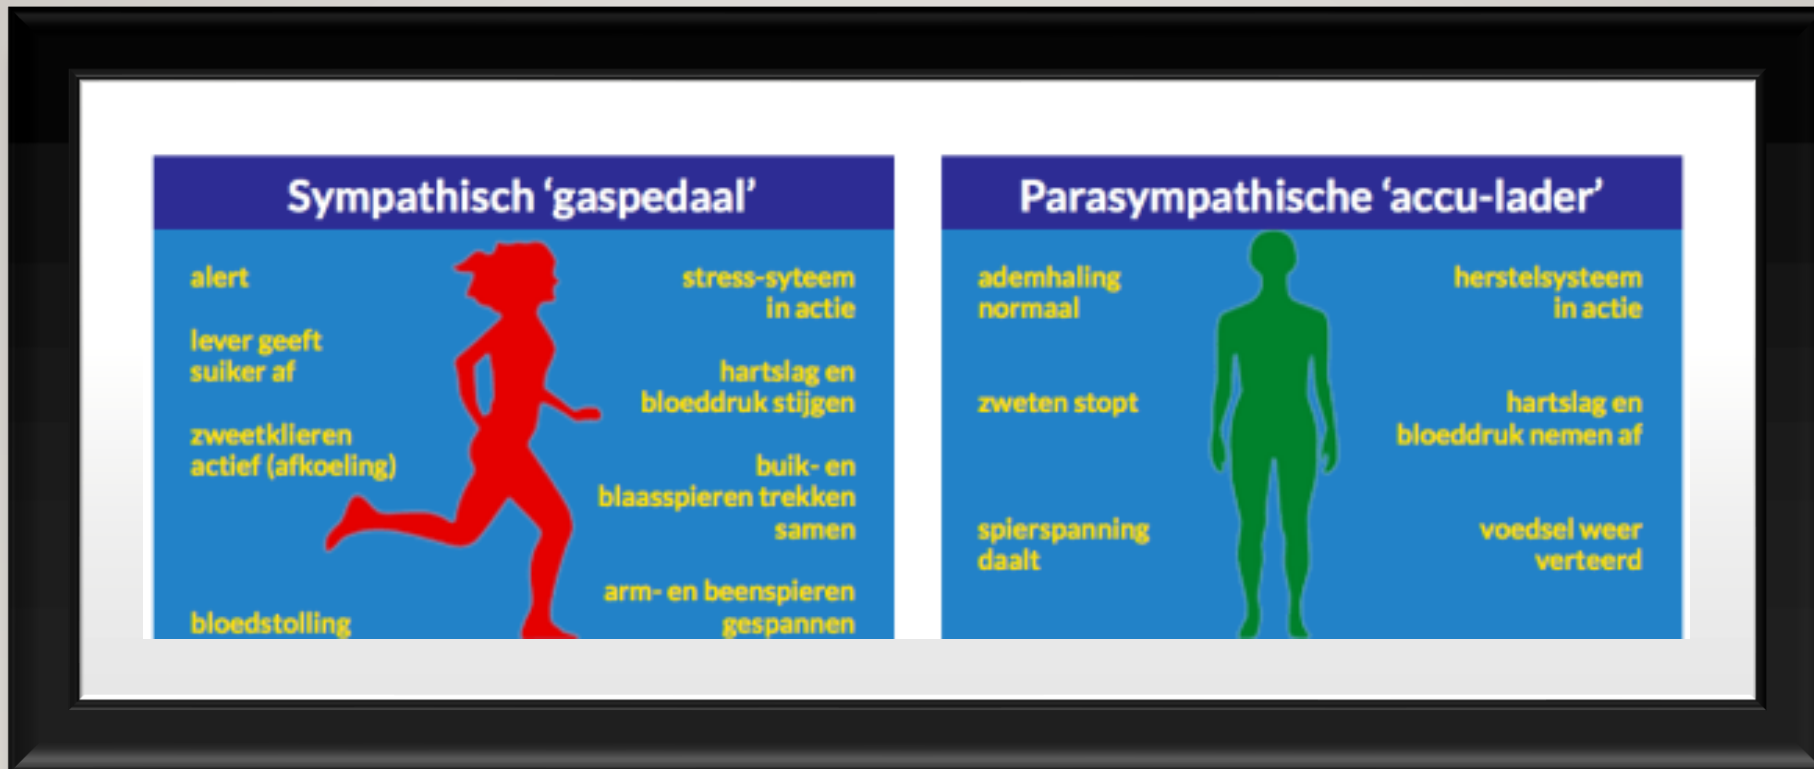 Sympathisch ‘gaspedaal’
alert
lever geeft
suiker af
zweetklieren
actief (afkoeling)
bloedstolling
stress-syteem
in actie
hartslag en
bloeddruk stijgen
buik- en
blaasspieren trekken
samen
arm- en beenspieren
gespannen
Parasympathische ‘accu-lader’
ademhaling
normaal
zweten stopt
spierspanning
daalt
herstelsysteem
in actie
hartslag en
bloeddruk nemen af
voedsel weer
verteerd